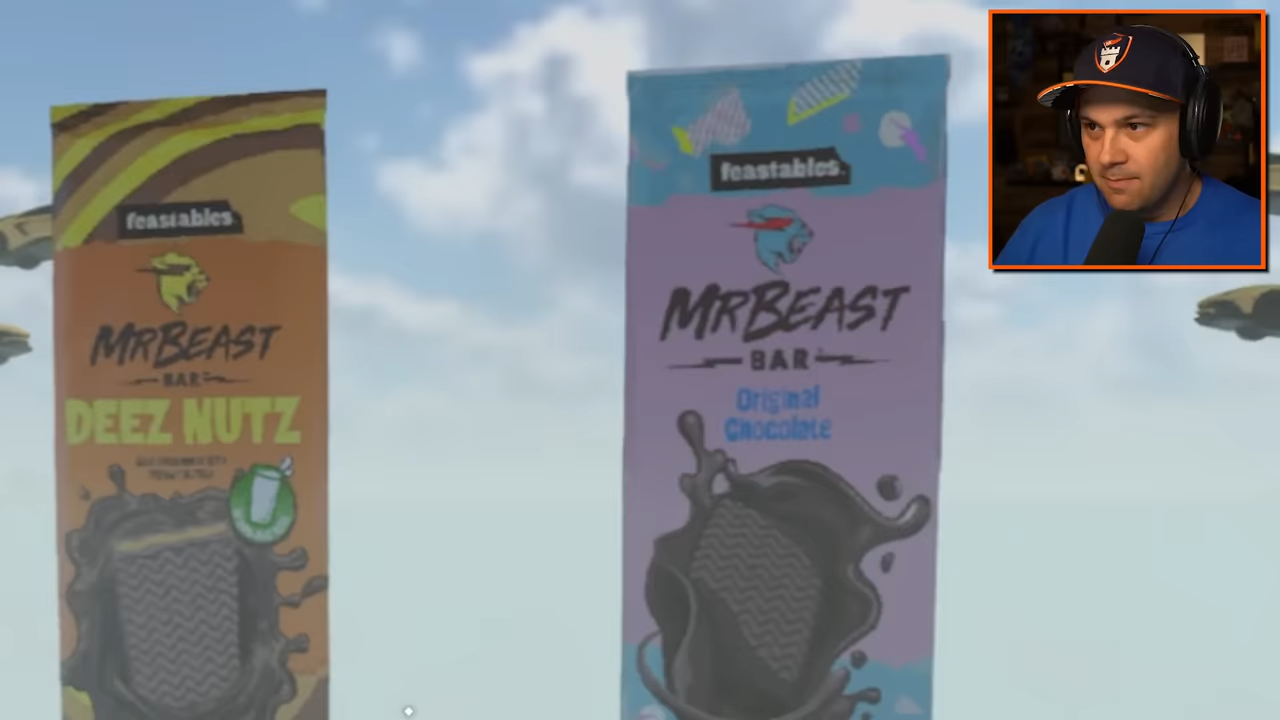 feastables
MRBEAST
BAR
DEEZ NUTZ
feastables.
MRBEAST
BAR
Original
Chocolate